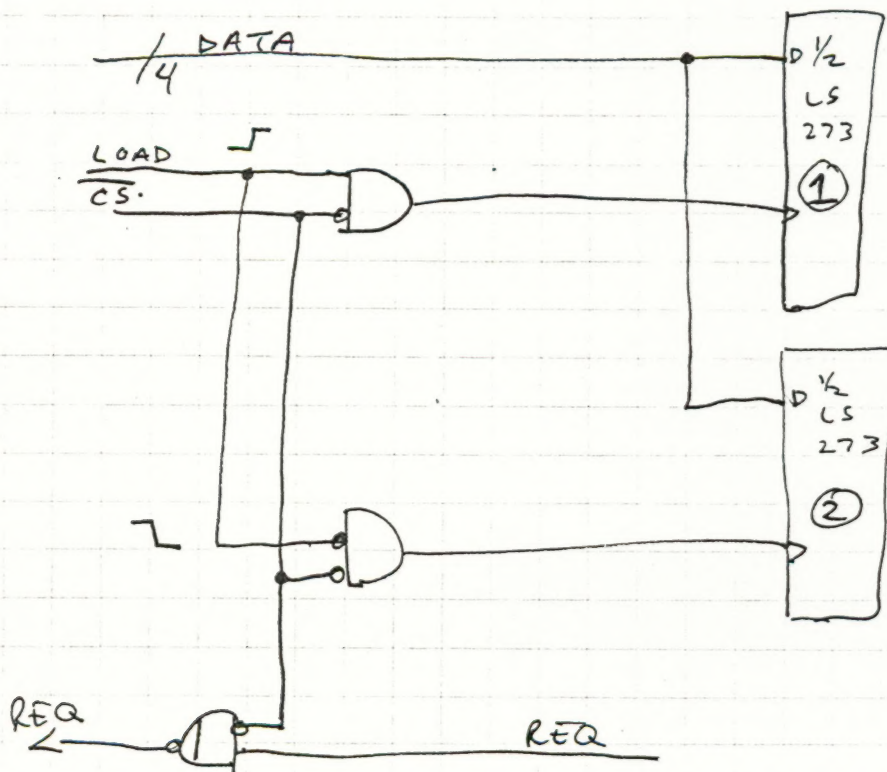 /4 DATA
D 1/2
LS
273
1
LOAD
CS.
D 1/2
LS
273
2
REQ
REQ